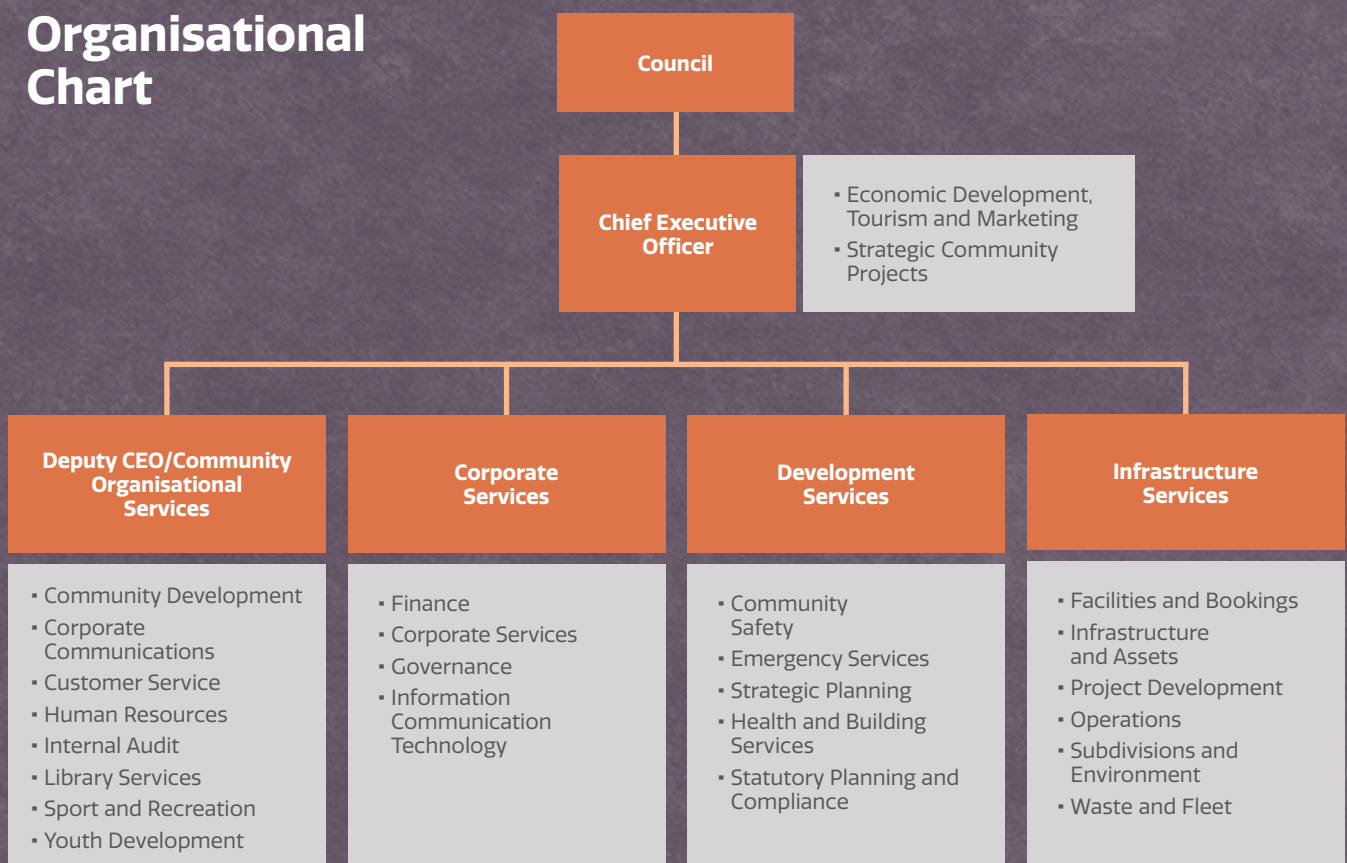 Organisational
Chart
Council
Chief Executive
Officer
▪ Economic Development,
Tourism and Marketing
▪ Strategic Community
Projects
Deputy CEO/Community
Organisational
Services
▪ Community Development
▪ Corporate
Communications
▪ Customer Service
▪ Human Resources
▪ Internal Audit
▪ Library Services
▪ Sport and Recreation
▪ Youth Development
Corporate
Services
▪ Finance
▪ Corporate Services
▪ Governance
▪ Information
Communication
Technology
Development
Services
▪ Community
Safety
▪ Emergency Services
▪ Strategic Planning
▪ Health and Building
Services
▪ Statutory Planning and
Compliance
Infrastructure
Services
▪ Facilities and Bookings
▪ Infrastructure
and Assets
▪ Project Development
▪ Operations
▪ Subdivisions and
Environment
▪ Waste and Fleet